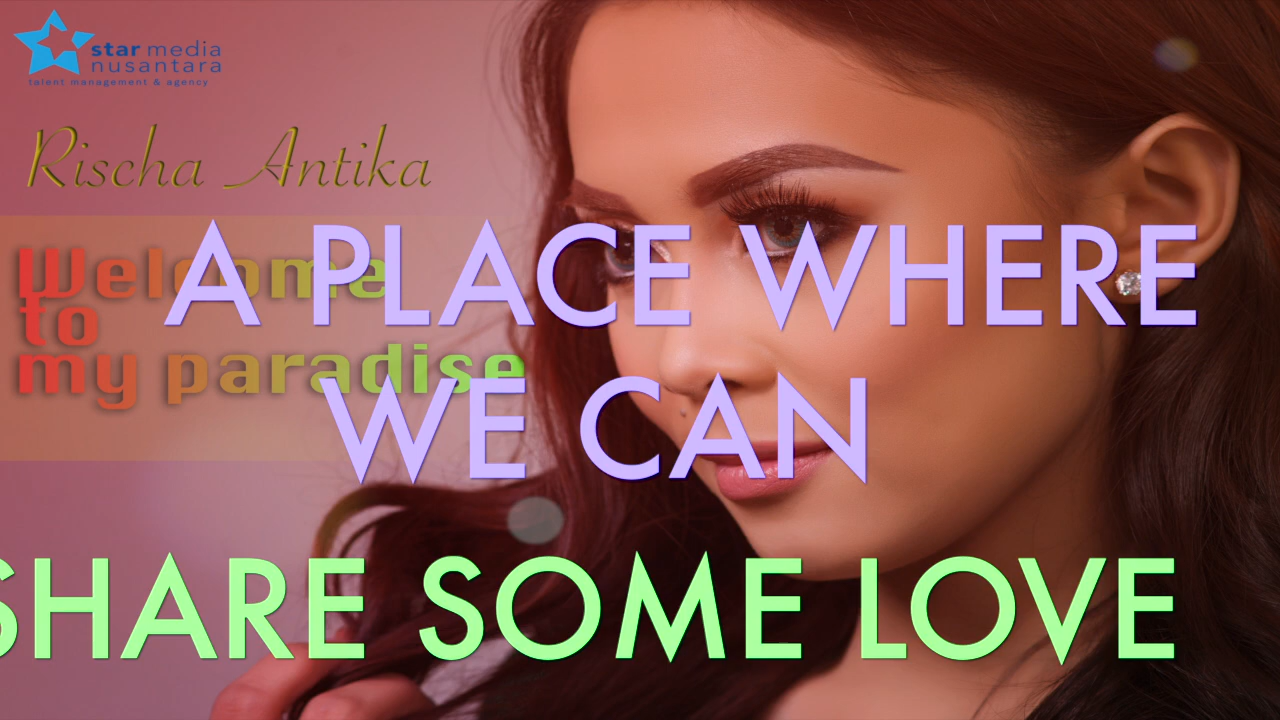 star media
nusantara
talent management & agency
Rischa Antika
Welcome
to
my paradise
A PLACE WHERE
WE CAN
SHARE SOME LOVE